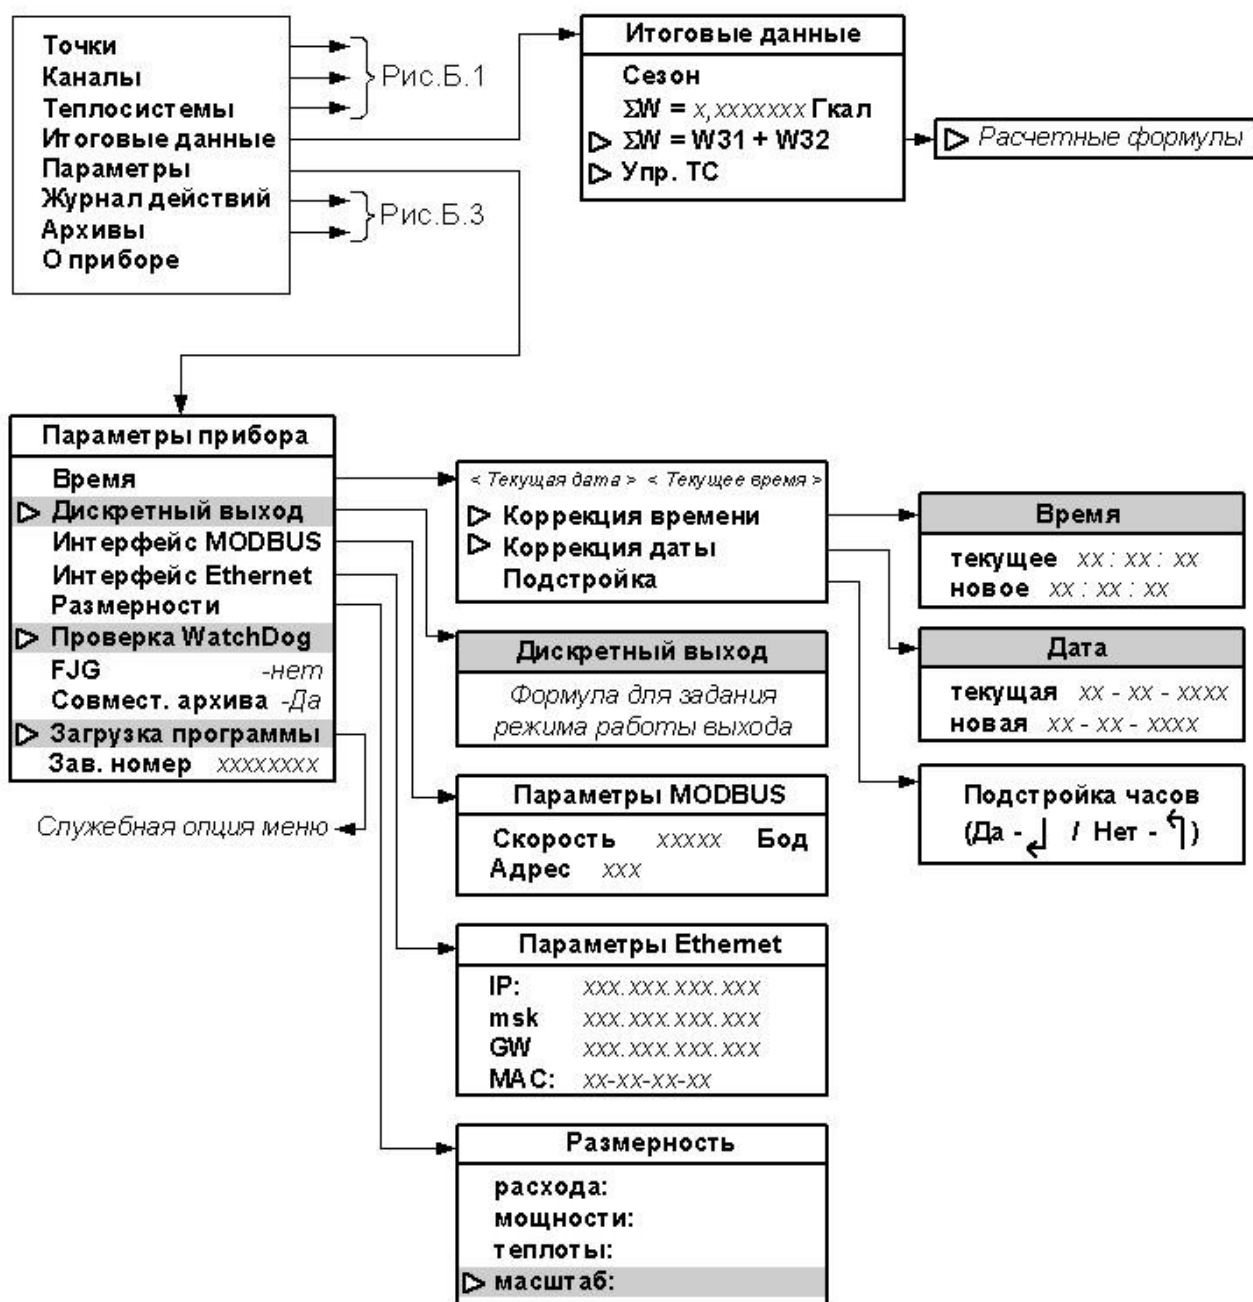 Точки
Каналы
Теплосистемы
Итоговые данные
Параметры
Журнал действий
Архивы
О приборе
Рис.Б.1
Рис.Б.3
Итоговые данные
Сезон
ΣW = x,xxxxxxx Гкал
ΣW = W31 + W32
Упр. ТС
Расчетные формулы
Параметры прибора
Время
Дискретный выход
Интерфейс MODBUS
Интерфейс Ethernet
Размерности
Проверка WatchDog
FJG -нет
Совмест. архива -Да
Загрузка программы
Зав. номер xxxxxxxx
Служебная опция меню
< Текущая дата > < Текущее время >
Коррекция времени
Коррекция даты
Подстройка
Дискретный выход
Формула для задания
режима работы выхода
Параметры MODBUS
Скорость xxxxx Бод
Адрес xxx
Параметры Ethernet
IP: xxx.xxx.xxx.xxx
msk xxx.xxx.xxx.xxx
GW xxx.xxx.xxx.xxx
MAC: xx-xx-xx-xx
Размерность
расхода:
мощности:
теплоты:
масштаб:
Время
текущее xx : xx : xx
новое xx : xx : xx
Дата
текущая xx - xx - xxxx
новая xx - xx - xxxx
Подстройка часов
(Да - / Нет - )